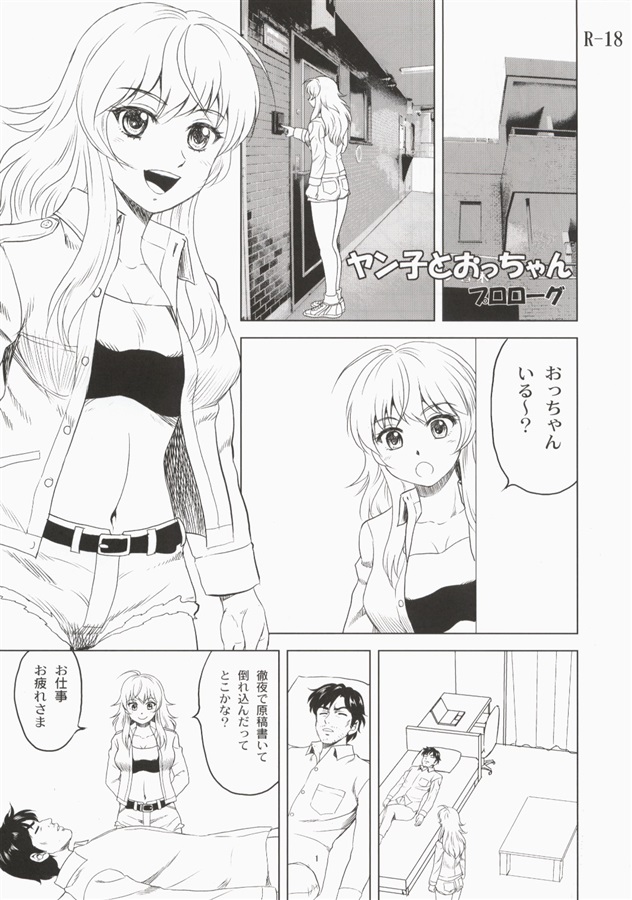 R-18
ヤン子とおっちゃん
プロローグ
おっちゃん
いる～?
徹夜で原稿書いて
倒れ込んだって
とこかな?
お仕事
お疲れさま